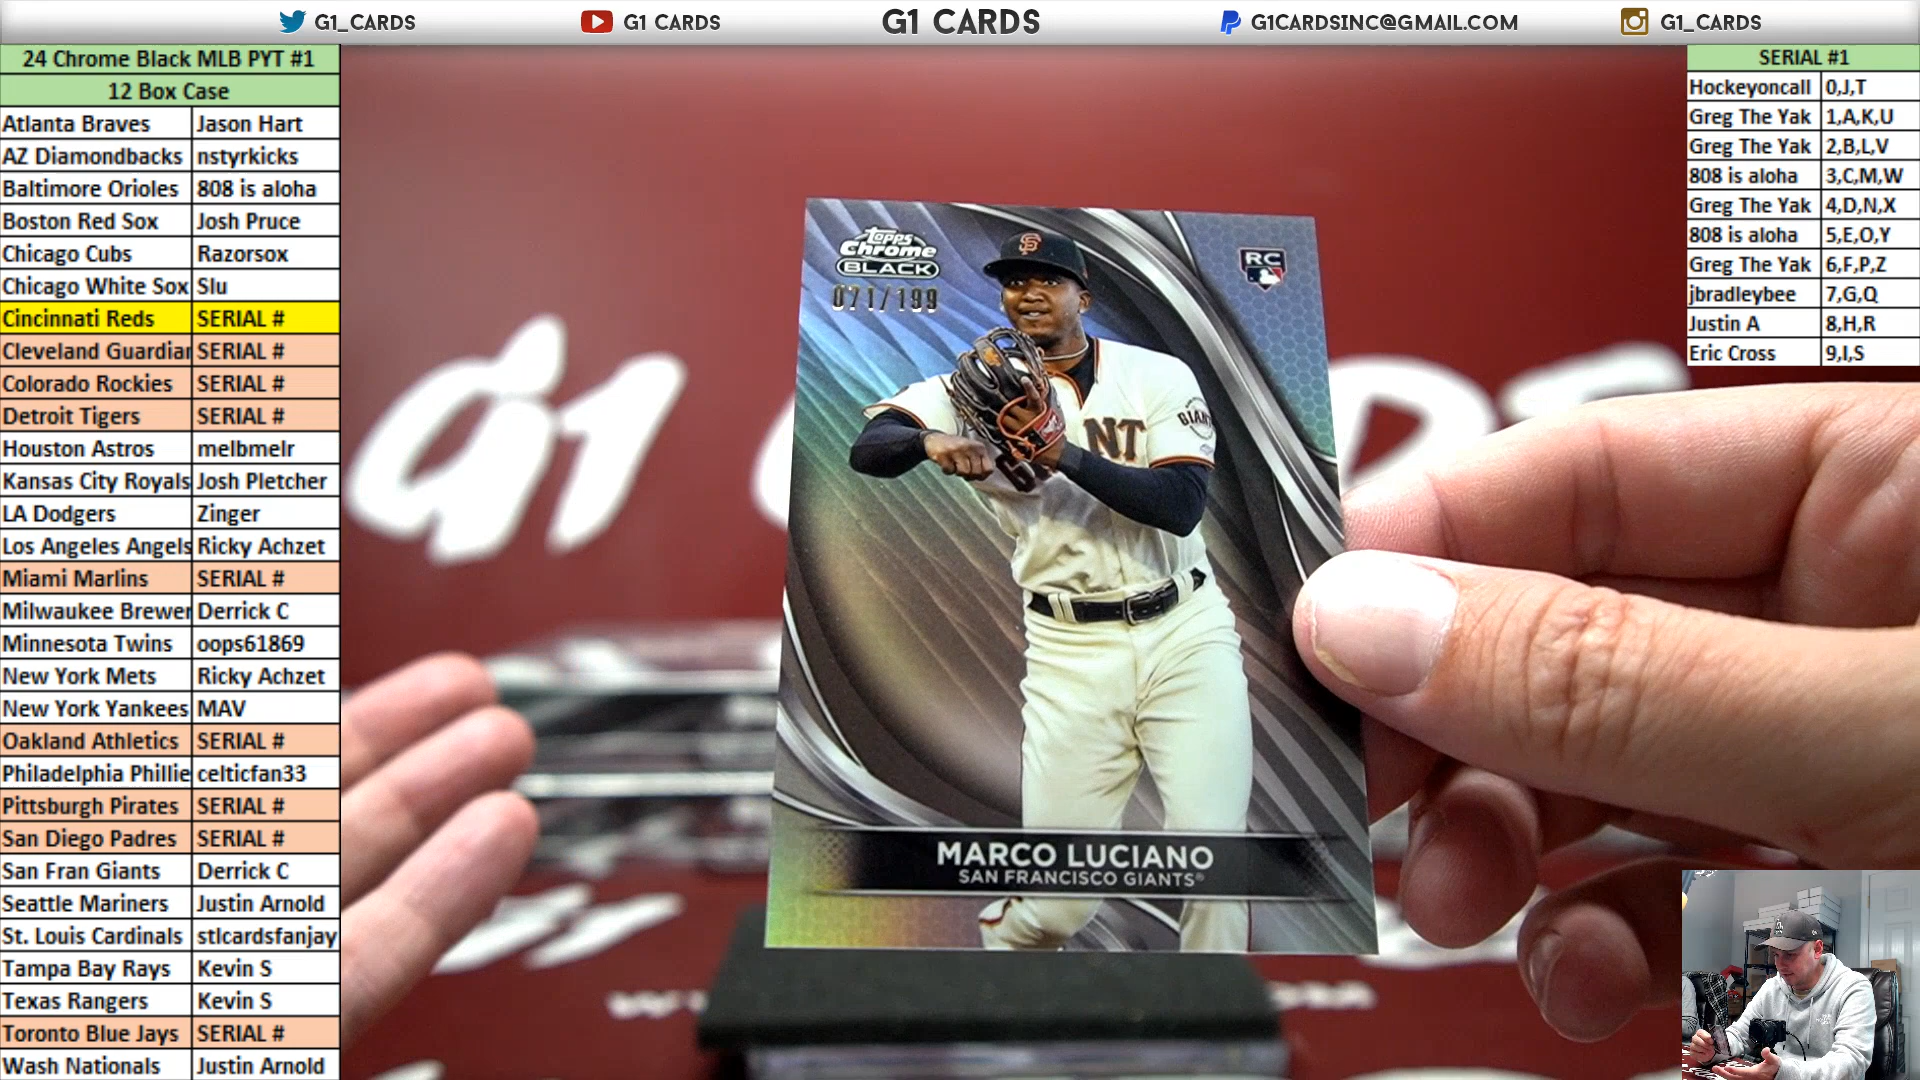 G1_CARDS
G1 CARDS
G1 CARDS
G1CARDSINC@GMAIL.COM
G1_CARDS
24 Chrome Black MLB PYT #1
12 Box Case
Atlanta Braves Jason Hart
AZ Diamondbacks nstyrkicks
Baltimore Orioles 808 is aloha
Boston Red Sox Josh Pruce
Chicago Cubs Razorsox
Chicago White Sox Slu
Cincinnati Reds SERIAL #
Cleveland Guardian SERIAL #
Colorado Rockies SERIAL #
Detroit Tigers SERIAL #
Houston Astros melbmelr
Kansas City Royals Josh Pletcher
LA Dodgers Zinger
Los Angeles Angels Ricky Achzet
Miami Marlins SERIAL #
Milwaukee Brewer Derrick C
Minnesota Twins oops61869
New York Mets Ricky Achzet
New York Yankees MAV
Oakland Athletics SERIAL #
Philadelphia Phillie celticfan33
Pittsburgh Pirates SERIAL #
San Diego Padres SERIAL #
San Fran Giants Derrick C
Seattle Mariners Justin Arnold
St. Louis Cardinals stlcardsfanjay
Tampa Bay Rays Kevin S
Texas Rangers Kevin S
Toronto Blue Jays SERIAL #
Wash Nationals Justin Arnold
SERIAL #1
Hockeyoncall 0,J,T
Greg The Yak 1,A,K,U
Greg The Yak 2,B,L,V
808 is aloha 3,C,M,W
Greg The Yak 4,D,N,X
808 is aloha 5,E,O,Y
Greg The Yak 6,F,P,Z
jbradleybee 7,G,Q
Justin A 8,H,R
Eric Cross 9,I,S
G1
Topps
Chrome
BLACK
071/199
RC
SF
NT
GIANTS
MARCO LUCIANO
SAN FRANCISCO GIANTS®